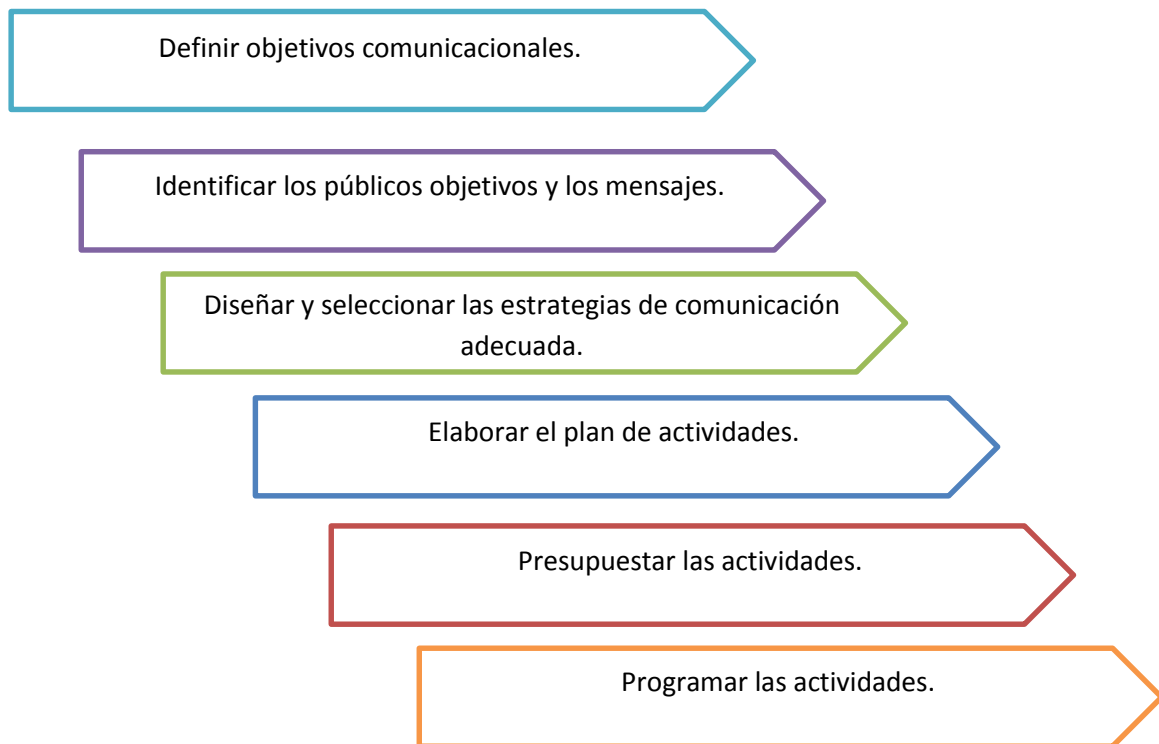 Definir objetivos comunicacionales.
Identificar los públicos objetivos y los mensajes.
Diseñar y seleccionar las estrategias de comunicación
adecuada.
Elaborar el plan de actividades.
Presupuestar las actividades.
Programar las actividades.